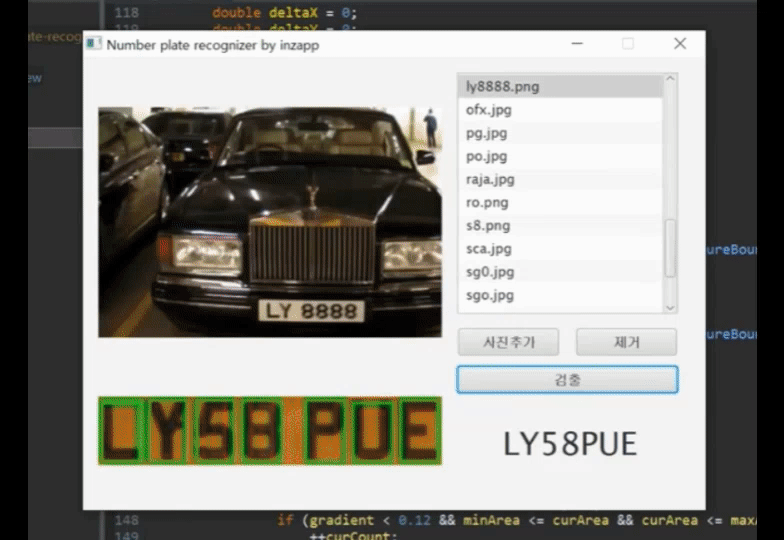 118 double deltaX = 0;
119 double deltaY = 0;
ate-recog
ew
Number plate recognizer by inzapp
LY 8888
LY58 PUE
ly8888.png
ofx.jpg
pg.jpg
po.jpg
raja.jpg
ro.png
s8.png
sca.jpg
sg0.jpg
sgo.jpg
사진추가
제거
검출
LY58PUE
ureBou
ureBou
148 if (gradient < 0.12 && minArea <= curArea && curArea <= max
149 ++curCount;